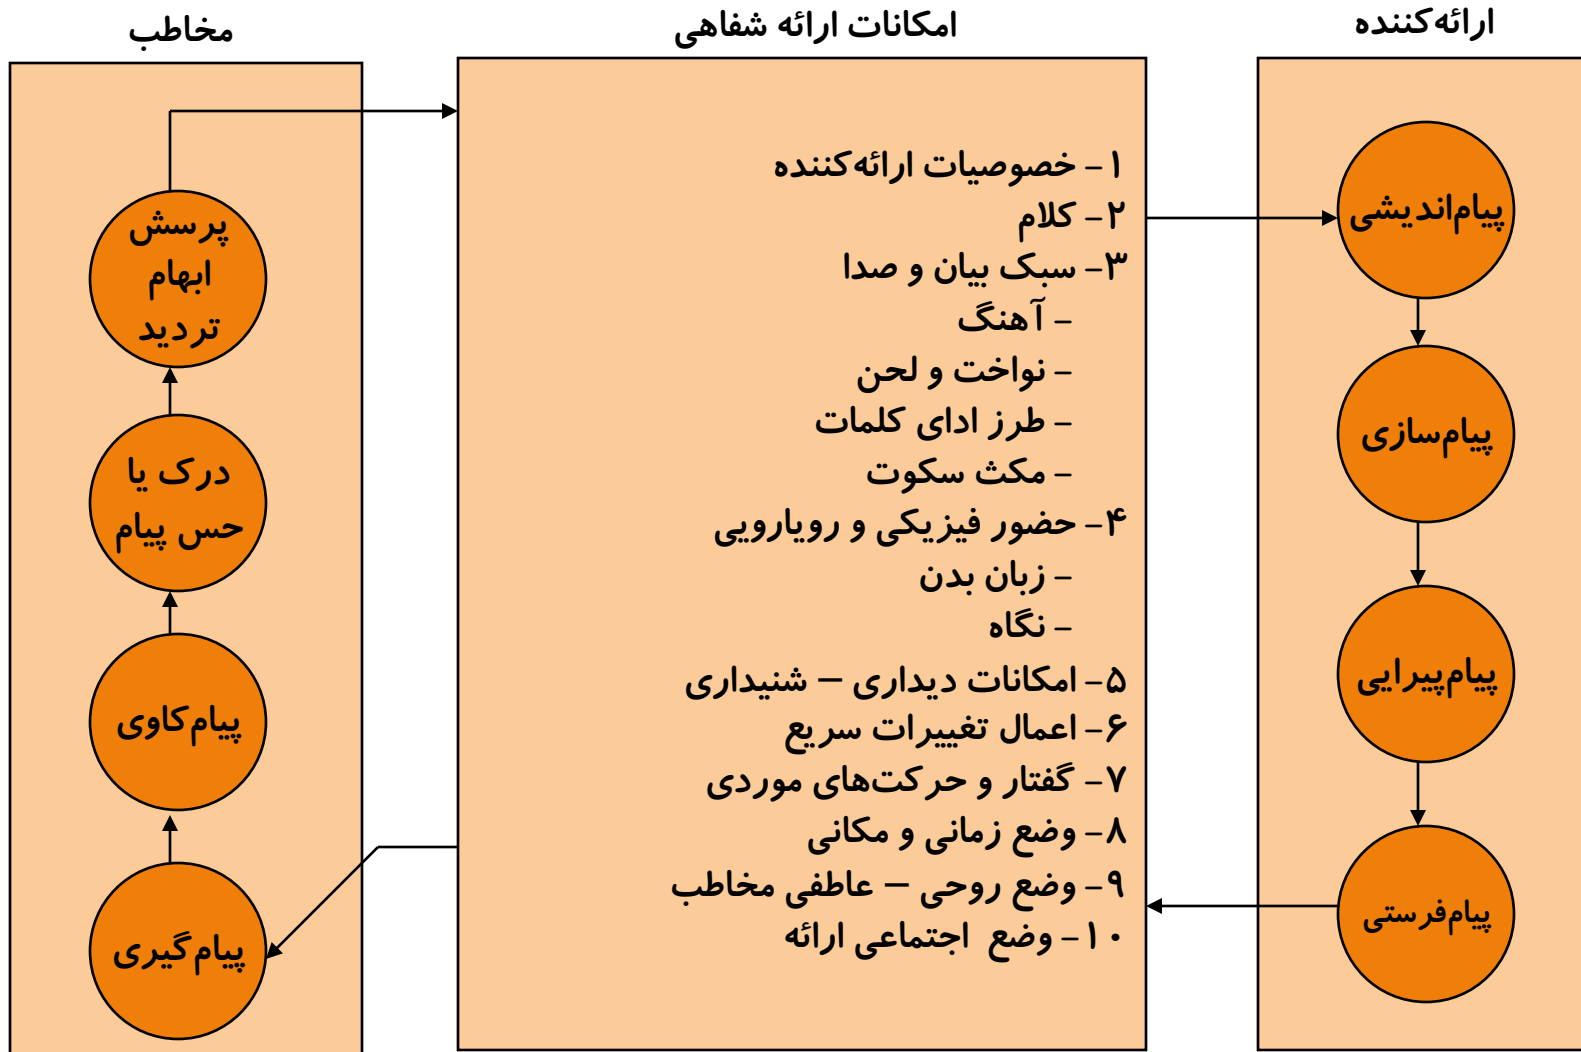 ارائه‌کننده
پیام‌اندیشی
پیام‌سازی
پیام‌پیرایی
پیام‌فرستی
امکانات ارائه شفاهی
۱- خصوصیات ارائه‌کننده
۲- کلام
۳- سبک بیان و صدا
- آهنگ
- نواخت و لحن
- طرز ادای کلمات
- مکث سکوت
۴- حضور فیزیکی و رویارویی
- زبان بدن
- نگاه
۵- امکانات دیداری – شنیداری
۶- اعمال تغییرات سریع
۷- گفتار و حرکت‌های موردی
۸- وضع زمانی و مکانی
۹- وضع روحی – عاطفی مخاطب
۱۰- وضع اجتماعی ارائه
مخاطب
پرسش
ابهام
تردید
درک یا
حس پیام
پیام‌کاوی
پیام‌گیری